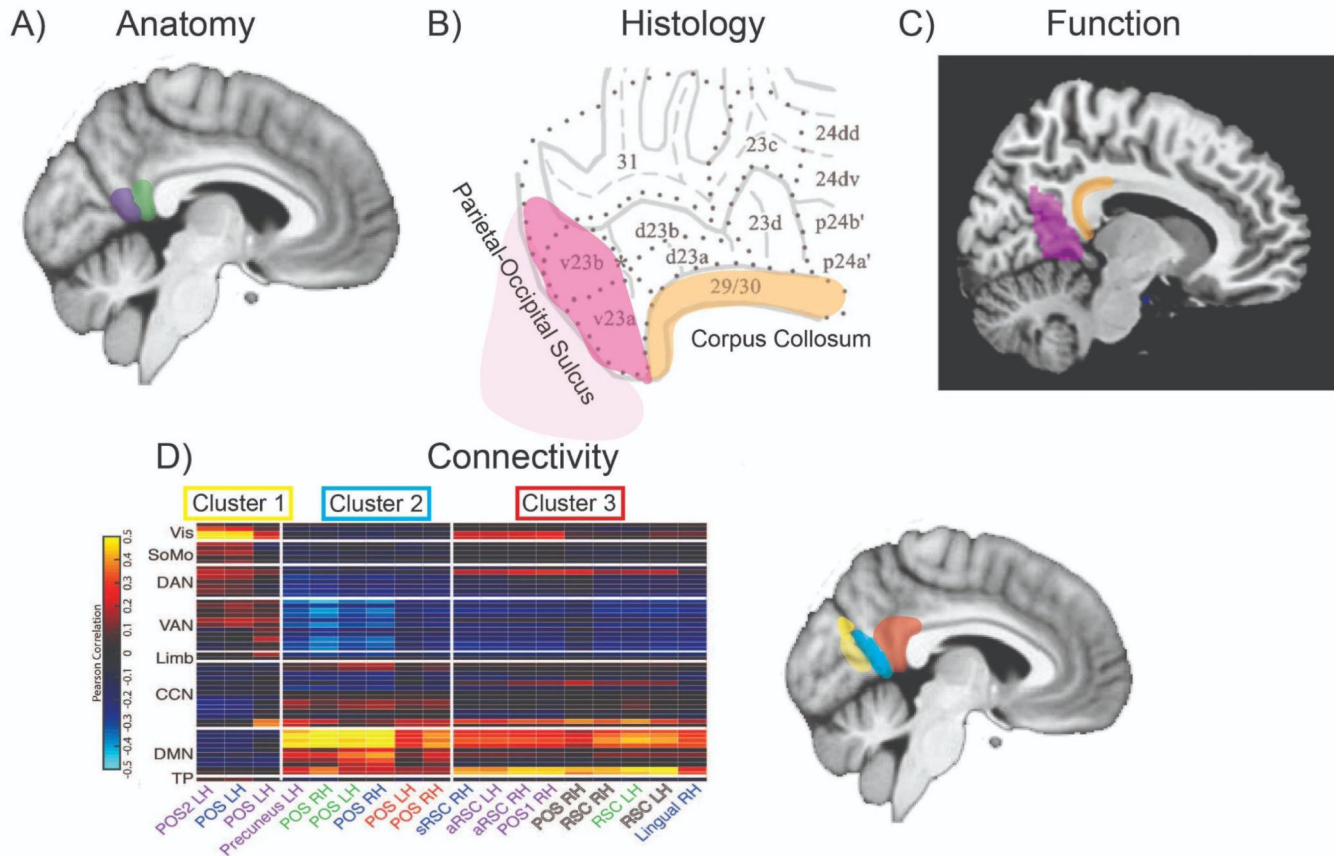 A) Anatomy
B) Histology
C) Function
24dd
23c
31
24dv
23d
p24b'
d23b
d23a
p24a'
v23b
*
29/30
v23a
Parietal-Occipital Sulcus
Corpus Collosum
D) Connectivity
Cluster 1
Cluster 2
Cluster 3
Pearson Correlation
0.5
0.4
0.3
0.2
0.1
0
-0.1
-0.2
-0.3
-0.4
-0.5
Vis
SoMo
DAN
VAN
Limb
CCN
DMN
TP
POS2 LH
POS LH
POS LH
Precuneus LH
POS RH
POS LH
POS RH
POS LH
POS RH
sRSC RH
aRSC LH
aRSC RH
POS1 RH
POS RH
RSC RH
RSC LH
RSC LH
Lingual RH